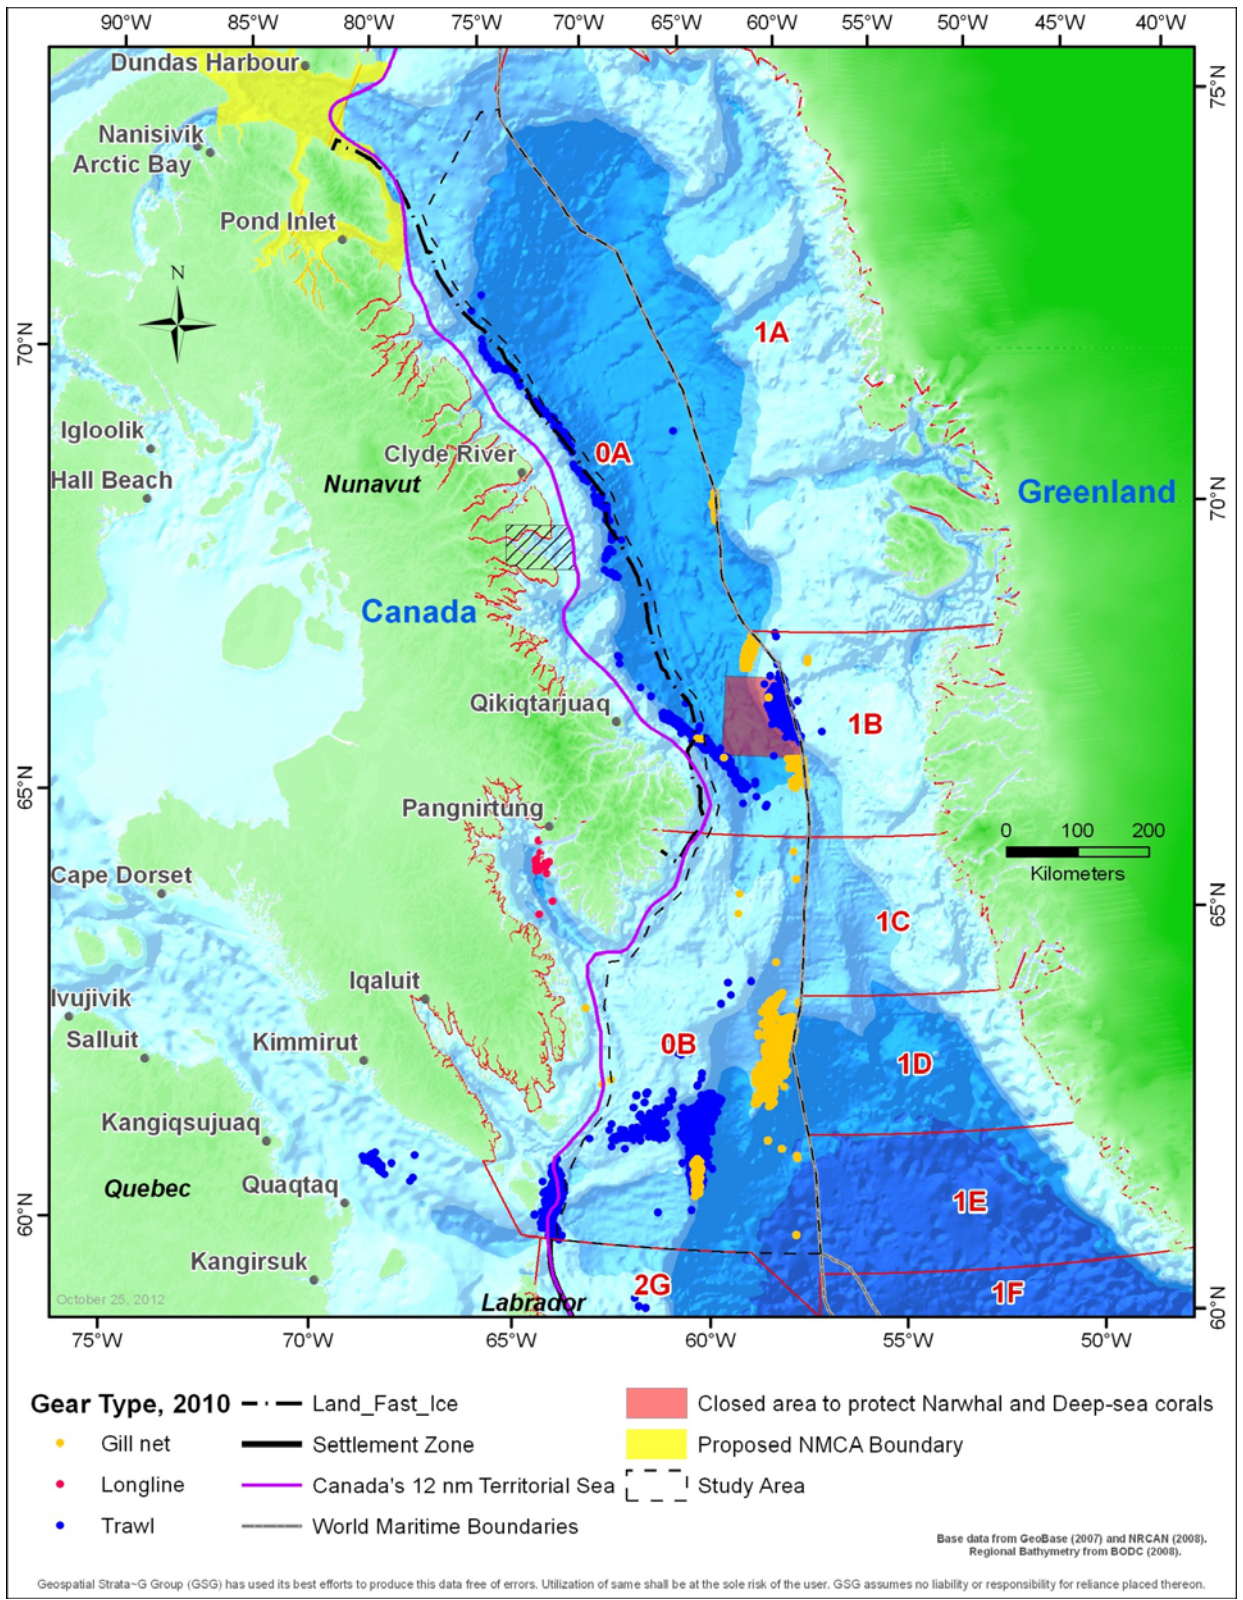 90°W 85°W 80°W 75°W 70°W 65°W 60°W 55°W 50°W 45°W 40°W
Dundas Harbour
75°N
Nanisivik
Arctic Bay
Pond Inlet
N
70°N
1A
Igloolik
Clyde River
0A
Hall Beach
Nunavut
Greenland
70°N
Canada
Qikiqtarjuaq
1B
65°N
Pangnirtung
0 100 200
Kilometers
Cape Dorset
65°N
1C
Iqaluit
Ivujivik
Salluit
Kimmirut
0B
1D
Kangiqsujuaq
Quebec
Quaqtaq
1E
60°N
Kangirsuk
2G
1F
October 25, 2012
Labrador
60°N
75°W 70°W 65°W 60°W 55°W 50°W
Gear Type, 2010
Gill net
Longline
Trawl
Land_Fast_Ice
Settlement Zone
Canada's 12 nm Territorial Sea
World Maritime Boundaries
Closed area to protect Narwhal and Deep-sea corals
Proposed NMCA Boundary
Study Area
Base data from GeoBase (2007) and NRCAN (2008).
Regional Bathymetry from BODC (2008).
Geospatial Strata~G Group (GSG) has used its best efforts to produce this data free of errors. Utilization of same shall be at the sole risk of the user. GSG assumes no liability or responsibility for reliance placed thereon.